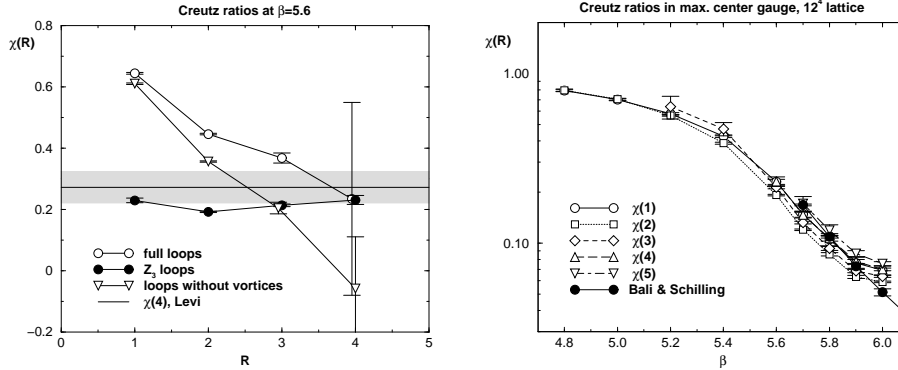 Creutz ratios at β=5.6
χ(R)
0.8
0.6
0.4
0.2
0
−0.2
0 1 2 3 4 5
R
full loops
Z3 loops
loops without vortices
χ(4), Levi
Creutz ratios in max. center gauge, 12⁴ lattice
χ(R)
1.00
0.10
4.8 5.0 5.2 5.4 5.6 5.8 6.0
β
χ(1)
χ(2)
χ(3)
χ(4)
χ(5)
Bali & Schilling